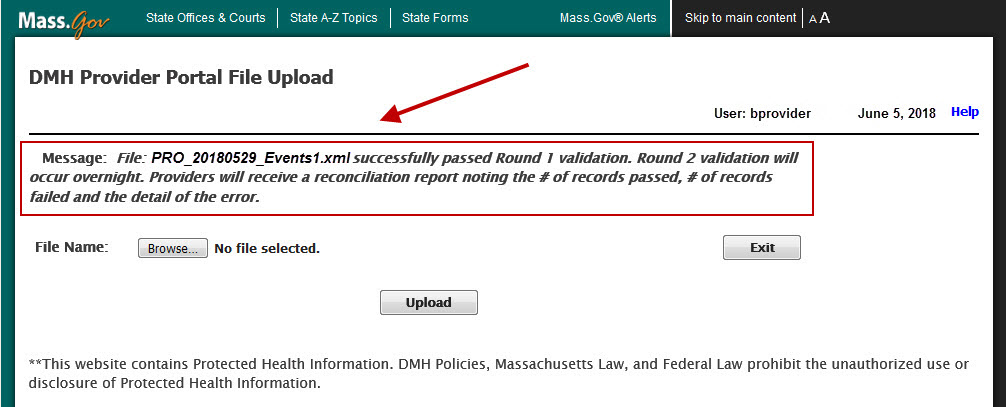 Mass.Gov State Offices & Courts State A-Z Topics State Forms Mass.Gov® Alerts Skip to main content A A
DMH Provider Portal File Upload
User: bprovider June 5, 2018 Help
Message: File: PRO_20180529_Events1.xml successfully passed Round 1 validation. Round 2 validation will
occur overnight. Providers will receive a reconciliation report noting the # of records passed, # of records
failed and the detail of the error.
File Name: Browse... No file selected. Exit
Upload
**This website contains Protected Health Information. DMH Policies, Massachusetts Law, and Federal Law prohibit the unauthorized use or
disclosure of Protected Health Information.